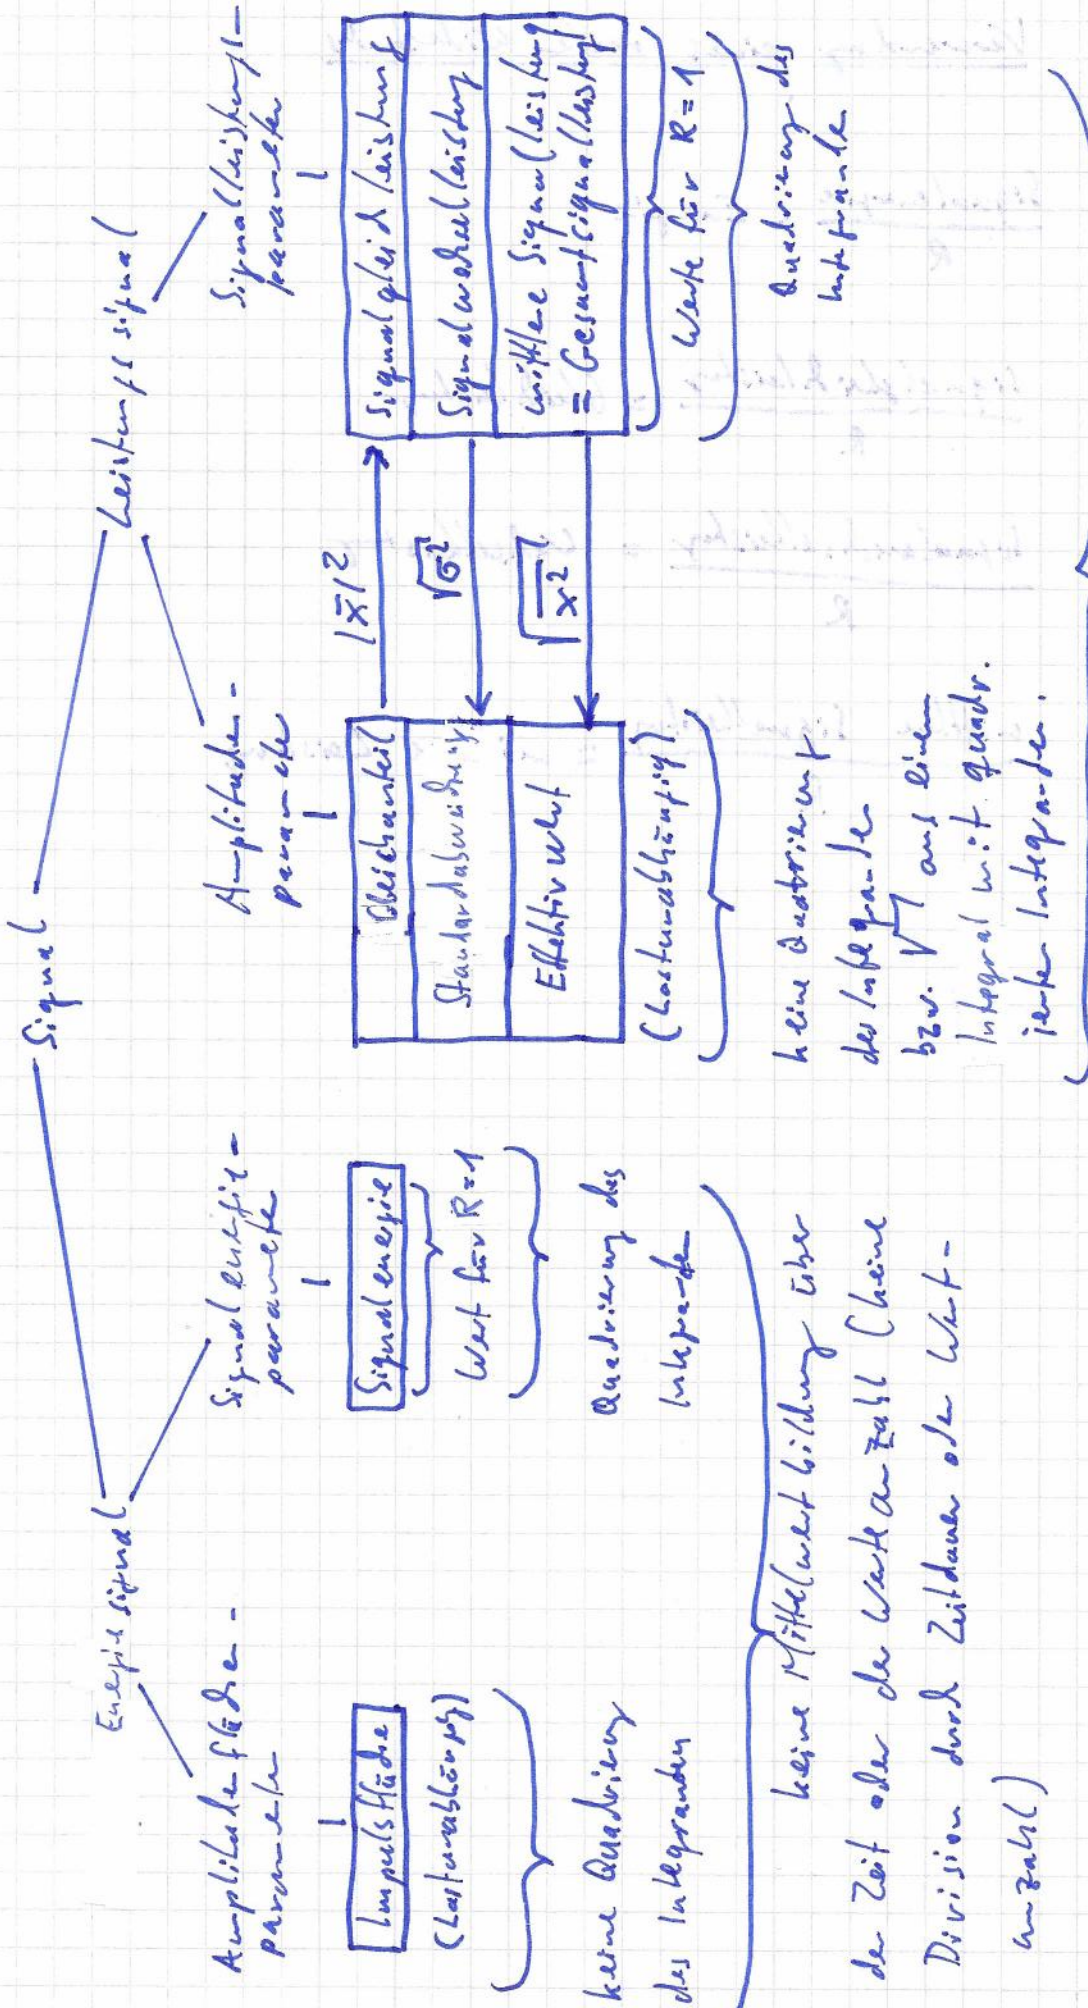 Signal
Energiesignal
Leistungssignal
Amplitudenflächen-
parameter
Signalenergie-
parameter
Amplituden-
parameter
Signalleistungs-
parameter
Impulsfläche
(Lastunabhängig)
keine Quadrierung
des Integranden
Signalenergie
Wert für R=1
Quadrierung des
Integranden
keine Mittelwertbildung über
der Zeit oder der Werteanzahl (keine
Division durch Zeitdauer oder Wert-
anzahl)
Gleichanteil
Standardabweichung
Effektivwert
(Lastunabhängig)
keine Quadrierung
des Integranden
bzw. √ aus einem
Integral mit quadr.
ierten Integranden.
|x̄|²
√σ²
√x̄²
Signalgleichleistung
Signalwechselleistung
mittlere Signalleistung
= Gesamtsignalleistung
Werte für R=1
Quadrierung des
Integranden